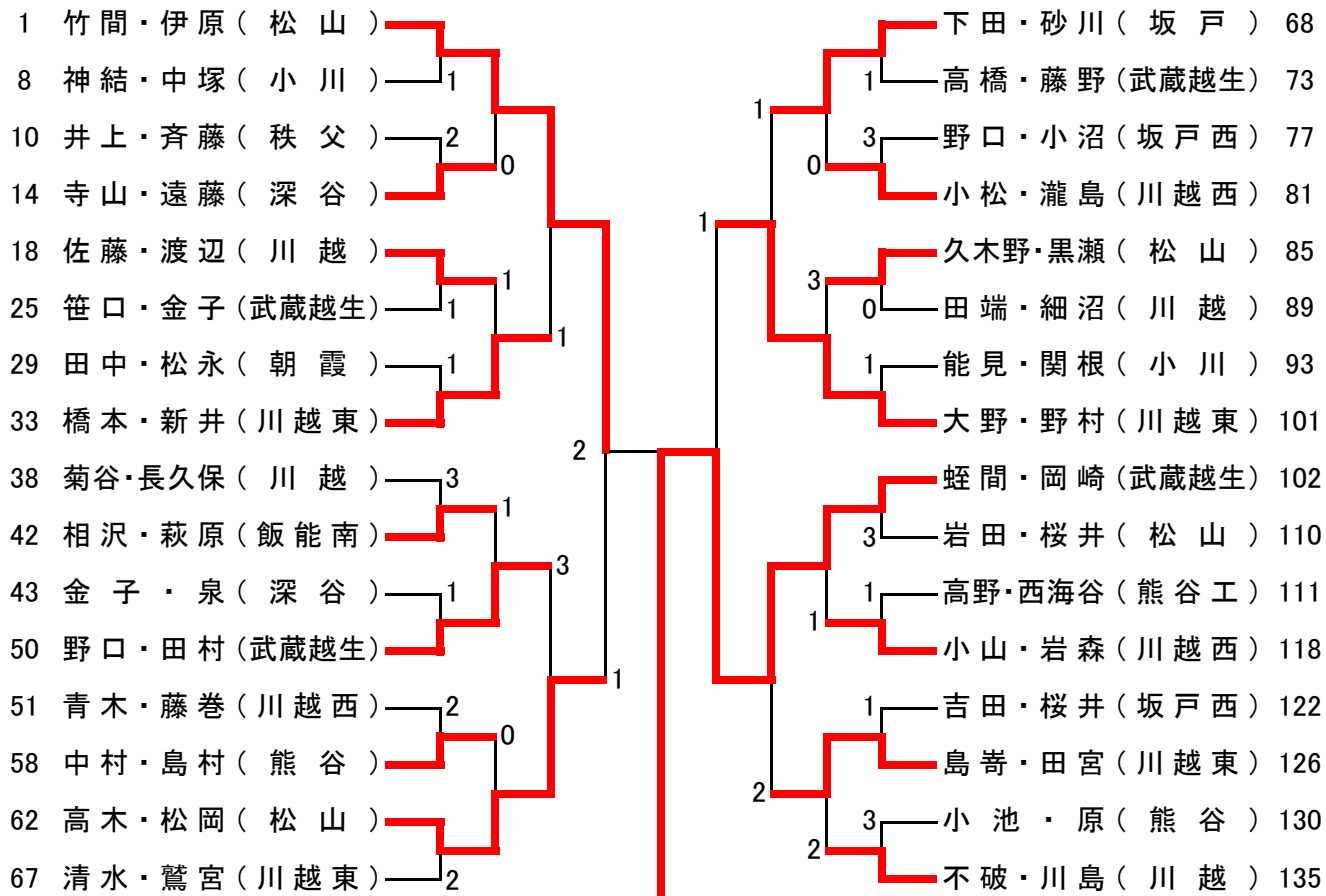 1 竹間・伊原(松山) 下田・砂川(坂戸) 68
8 神結・中塚(小川) 1 1 高橋・藤野(武蔵越生) 73
1
10 井上・斉藤(秩父) 2 3 野口・小沼(坂戸西) 77
0 0
14 寺山・遠藤(深谷) 小松・瀧島(川越西) 81
1
18 佐藤・渡辺(川越) 久木野・黒瀬(松山) 85
1 3
25 笹口・金子(武蔵越生) 1 0 田端・細沼(川越) 89
1
29 田中・松永(朝霞) 1 1 能見・関根(小川) 93
33 橋本・新井(川越東) 大野・野村(川越東) 101
2
38 菊谷・長久保(川越) 3 蛭間・岡崎(武蔵越生) 102
1
42 相沢・萩原(飯能南) 3 岩田・桜井(松山) 110
3
43 金子・泉(深谷) 1 1 高野・西海谷(熊谷工) 111
1
50 野口・田村(武蔵越生) 小山・岩森(川越西) 118
1
51 青木・藤巻(川越西) 2 1 吉田・桜井(坂戸西) 122
0
58 中村・島村(熊谷) 島嵜・田宮(川越東) 126
2
62 高木・松岡(松山) 3 小池・原(熊谷) 130
2
67 清水・鷲宮(川越東) 2 不破・川島(川越) 135